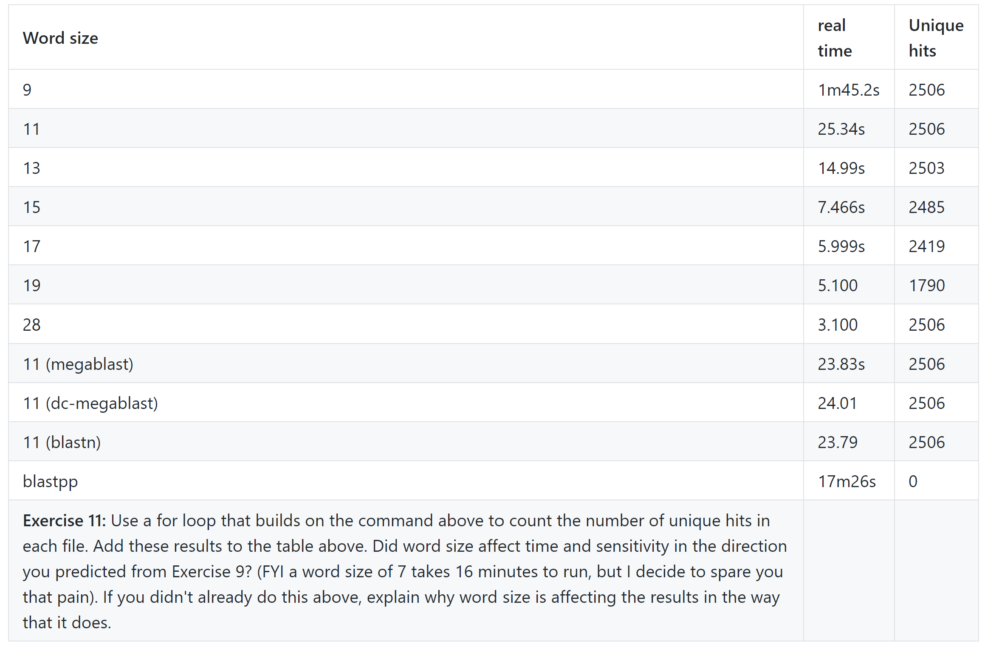 Word size
real
time
Unique
hits
9 1m45.2s 2506
11 25.34s 2506
13 14.99s 2503
15 7.466s 2485
17 5.999s 2419
19 5.100 1790
28 3.100 2506
11 (megablast) 23.83s 2506
11 (dc-megablast) 24.01 2506
11 (blastn) 23.79 2506
blastpp 17m26s 0
Exercise 11: Use a for loop that builds on the command above to count the number of unique hits in
each file. Add these results to the table above. Did word size affect time and sensitivity in the direction
you predicted from Exercise 9? (FYI a word size of 7 takes 16 minutes to run, but I decide to spare you
that pain). If you didn't already do this above, explain why word size is affecting the results in the way
that it does.